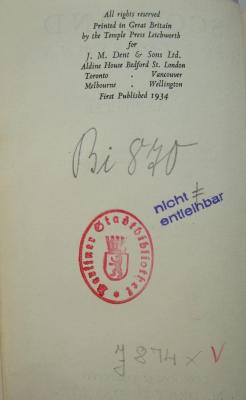 All rights reserved
Printed in Great Britain
by the Temple Press Letchworth
for
J. M. Dent & Sons Ltd.
Aldine House Bedford St. London
Toronto . Vancouver
Melbourne . Wellington
First Published 1934
Bi 870
nicht ≠
entleihbar
Berliner Stadtbibliothek
J 874 x V